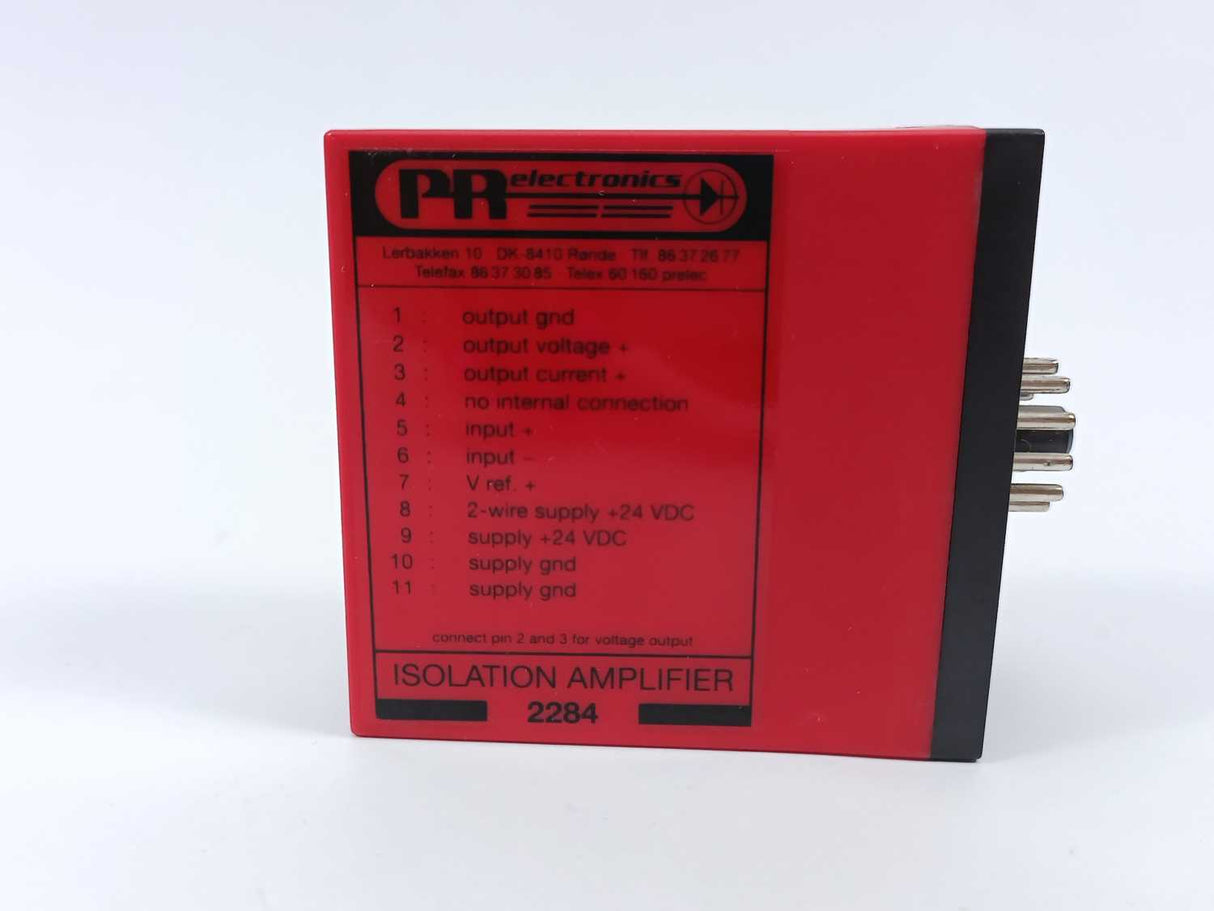 PR electronics
Lerbakken 10 DK-8410 Rønde Tlf. 86 37 26 77
Telefax 86 37 30 85 Telex 60 160 prelec
1 : output gnd
2 : output voltage +
3 : output current +
4 : no internal connection
5 : input +
6 : input –
7 : V ref. +
8 : 2-wire supply +24 VDC
9 : supply +24 VDC
10 : supply gnd
11 : supply gnd
connect pin 2 and 3 for voltage output
ISOLATION AMPLIFIER
2284